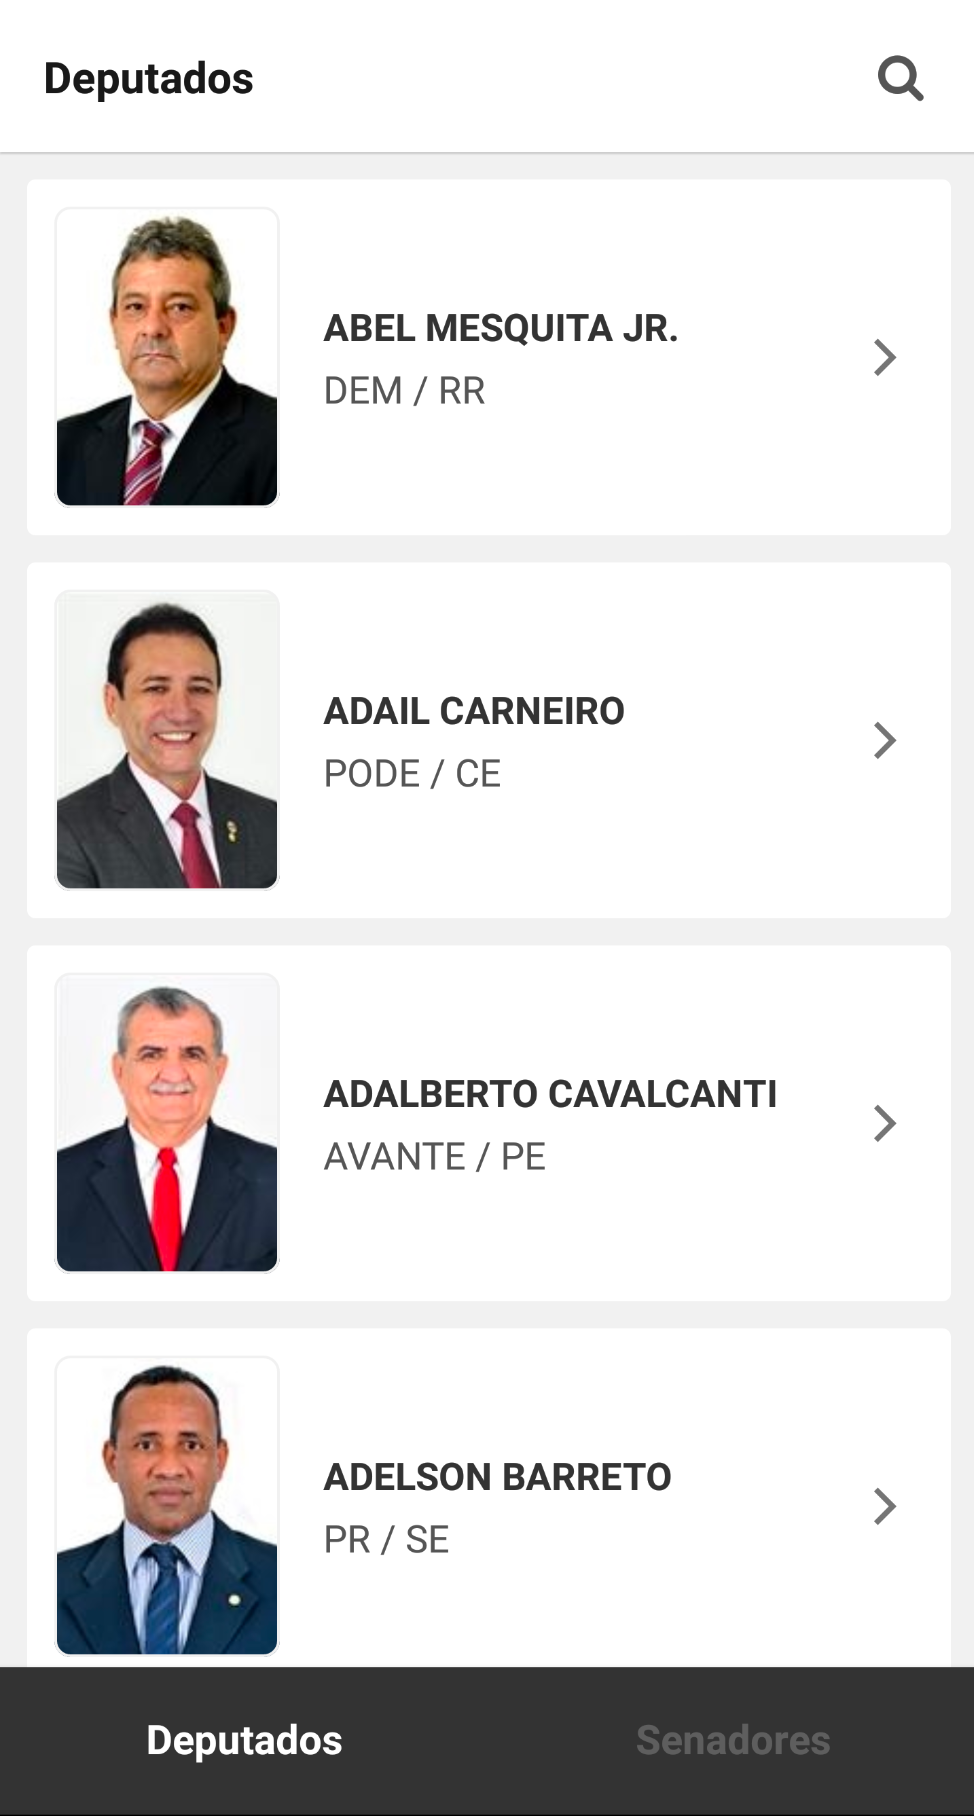 Deputados
ABEL MESQUITA JR.
DEM / RR
ADAIL CARNEIRO
PODE / CE
ADALBERTO CAVALCANTI
AVANTE / PE
ADELSON BARRETO
PR / SE
Deputados
Senadores